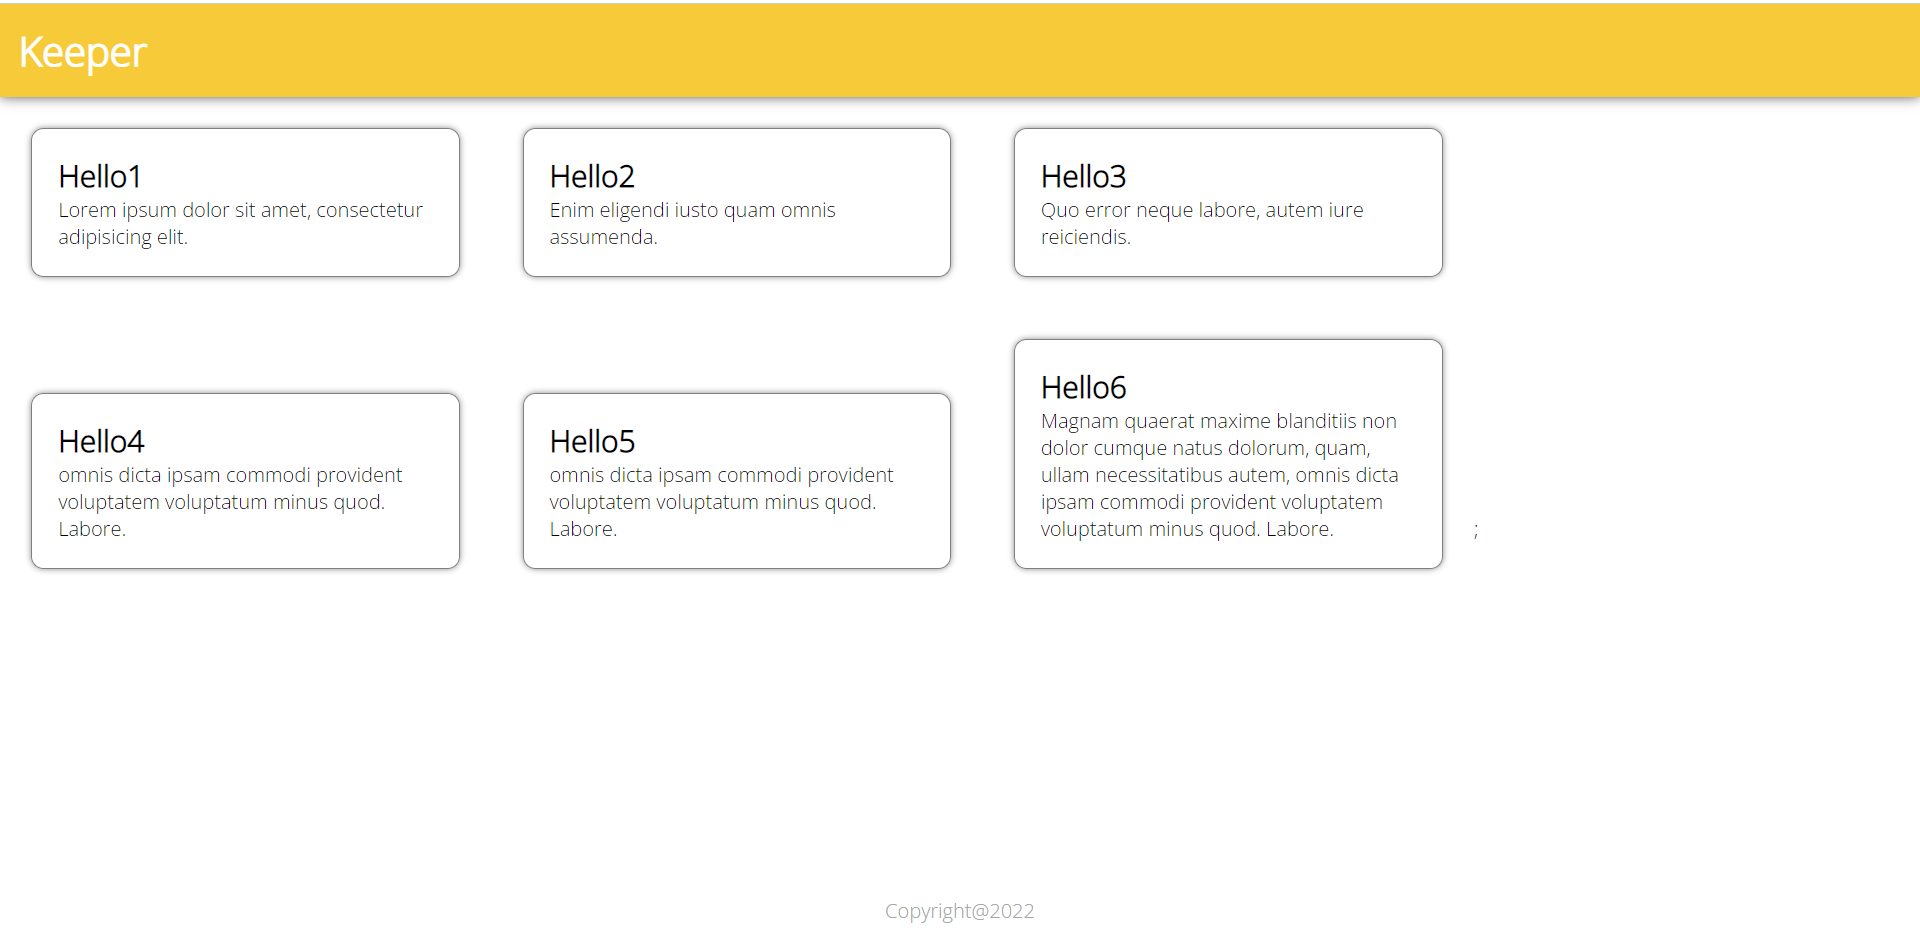 Keeper
Hello1
Lorem ipsum dolor sit amet, consectetur
adipisicing elit.
Hello2
Enim eligendi iusto quam omnis
assumenda.
Hello3
Quo error neque labore, autem iure
reiciendis.
Hello4
omnis dicta ipsam commodi provident
voluptatem voluptatum minus quod.
Labore.
Hello5
omnis dicta ipsam commodi provident
voluptatem voluptatum minus quod.
Labore.
Hello6
Magnam quaerat maxime blanditiis non
dolor cumque natus dolorum, quam,
ullam necessitatibus autem, omnis dicta
ipsam commodi provident voluptatem
voluptatum minus quod. Labore.
;
Copyright@2022